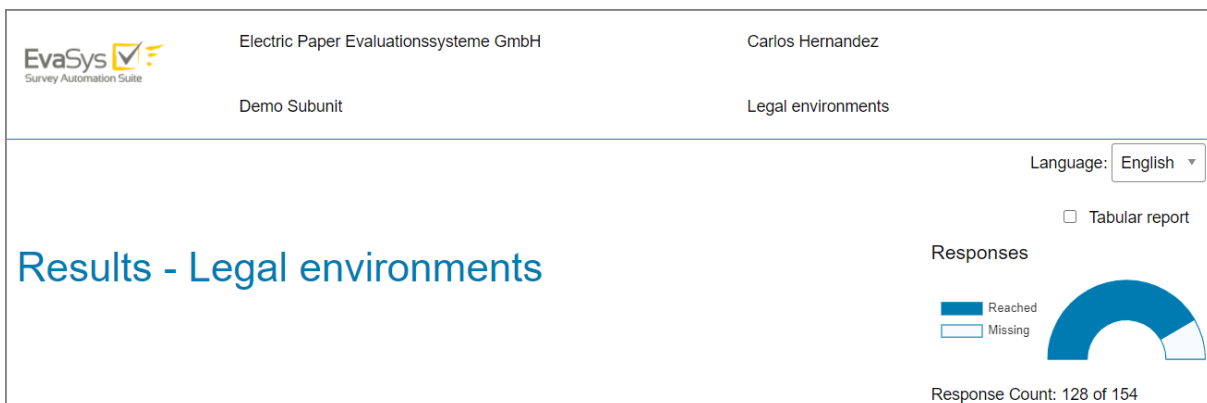 EvaSys
Survey Automation Suite
Electric Paper Evaluationssysteme GmbH
Carlos Hernandez
Demo Subunit
Legal environments
Language: English
Tabular report
Results - Legal environments
Responses
Reached
Missing
Response Count: 128 of 154